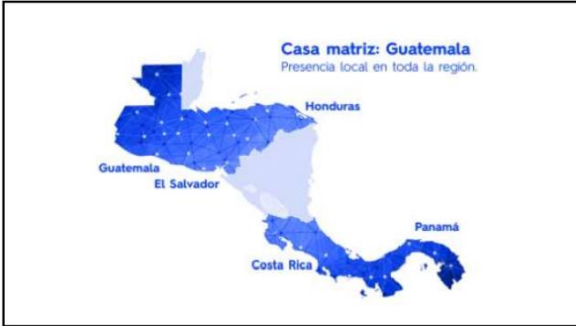 Casa matriz: Guatemala
Presencia local en toda la región.
Honduras
Guatemala
El Salvador
Panamá
Costa Rica